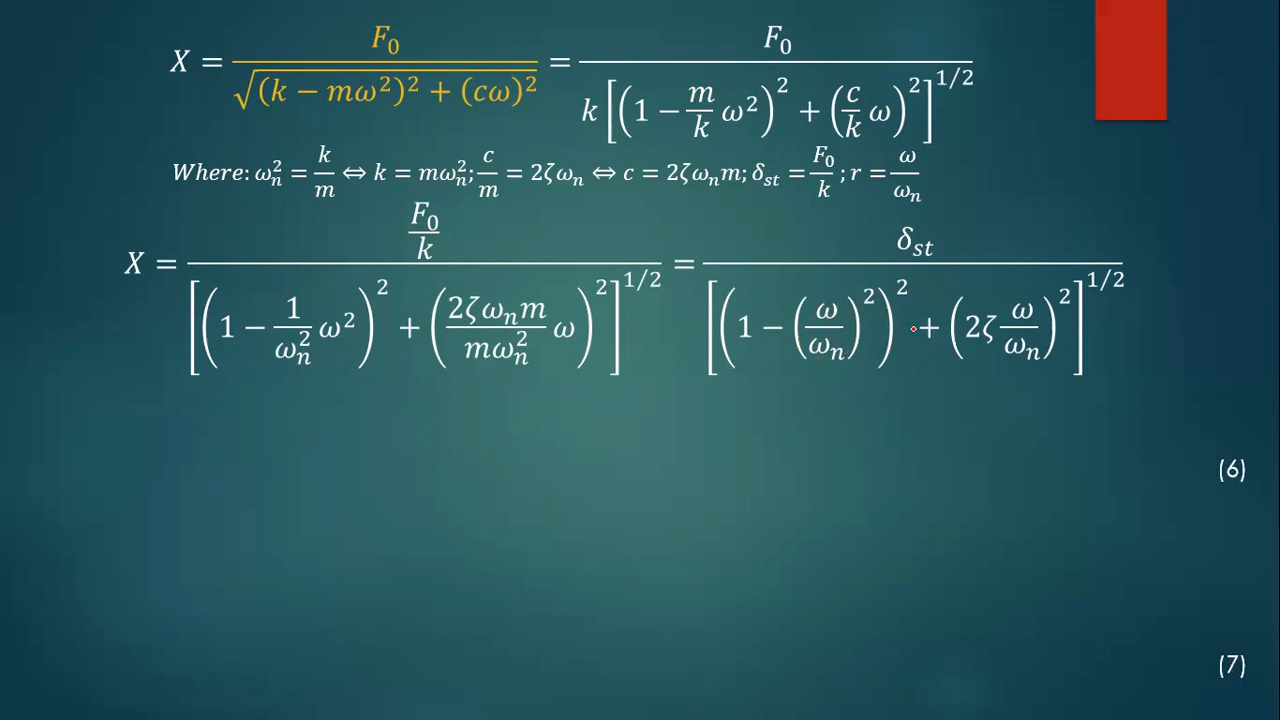 X = F₀ / √((k − mω²)² + (cω)²) = F₀ / k[(1 − m/k ω²)² + (c/k ω)²]^1/2
Where: ωₙ² = k/m ⇔ k = mωₙ²; c/m = 2ζωₙ ⇔ c = 2ζωₙm; δ_st = F₀/k ; r = ω/ωₙ
X = (F₀/k) / [(1 − 1/ωₙ² ω²)² + (2ζωₙm/mωₙ² ω)²]^1/2 = δ_st / [(1 − (ω/ωₙ)²)² + (2ζ ω/ωₙ)²]^1/2
(6)
(7)